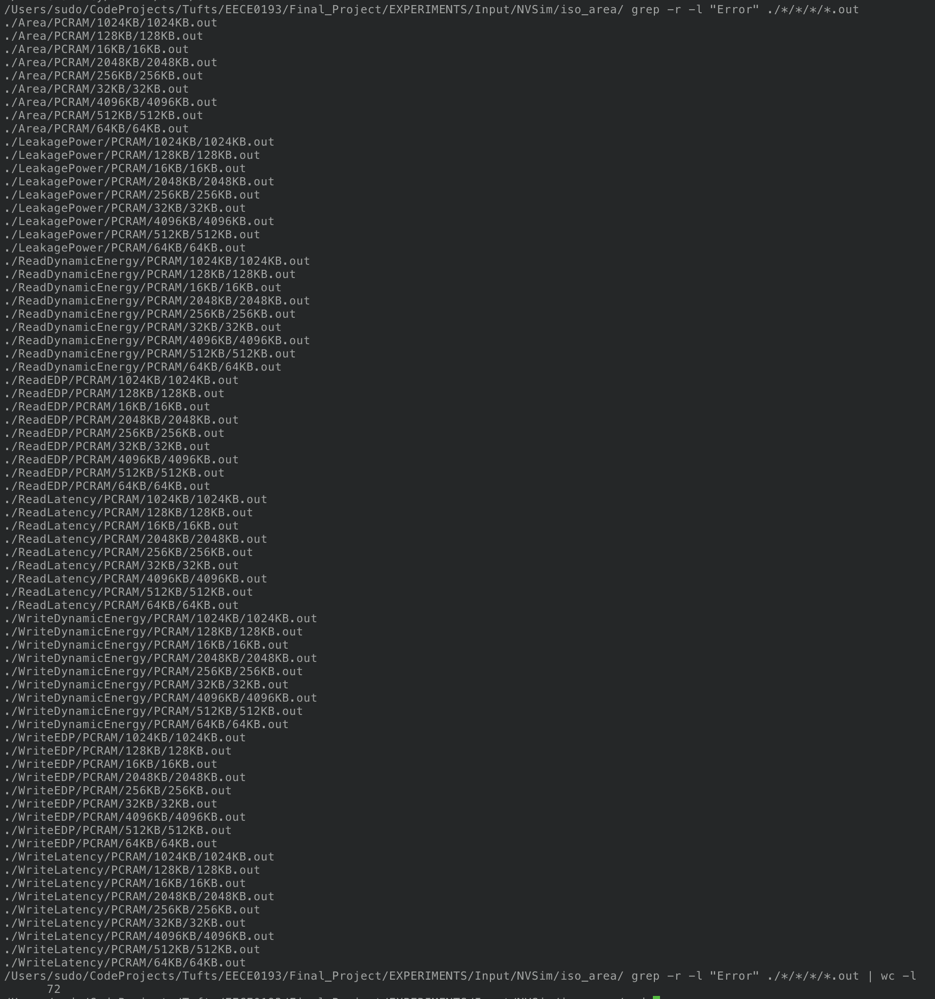 /Users/sudo/CodeProjects/Tufts/EECE0193/Final_Project/EXPERIMENTS/Input/NVSim/iso_area/ grep -r -l "Error" ./*/*/*/*.out
./Area/PCRAM/1024KB/1024KB.out
./Area/PCRAM/128KB/128KB.out
./Area/PCRAM/16KB/16KB.out
./Area/PCRAM/2048KB/2048KB.out
./Area/PCRAM/256KB/256KB.out
./Area/PCRAM/32KB/32KB.out
./Area/PCRAM/4096KB/4096KB.out
./Area/PCRAM/512KB/512KB.out
./Area/PCRAM/64KB/64KB.out
./LeakagePower/PCRAM/1024KB/1024KB.out
./LeakagePower/PCRAM/128KB/128KB.out
./LeakagePower/PCRAM/16KB/16KB.out
./LeakagePower/PCRAM/2048KB/2048KB.out
./LeakagePower/PCRAM/256KB/256KB.out
./LeakagePower/PCRAM/32KB/32KB.out
./LeakagePower/PCRAM/4096KB/4096KB.out
./LeakagePower/PCRAM/512KB/512KB.out
./LeakagePower/PCRAM/64KB/64KB.out
./ReadDynamicEnergy/PCRAM/1024KB/1024KB.out
./ReadDynamicEnergy/PCRAM/128KB/128KB.out
./ReadDynamicEnergy/PCRAM/16KB/16KB.out
./ReadDynamicEnergy/PCRAM/2048KB/2048KB.out
./ReadDynamicEnergy/PCRAM/256KB/256KB.out
./ReadDynamicEnergy/PCRAM/32KB/32KB.out
./ReadDynamicEnergy/PCRAM/4096KB/4096KB.out
./ReadDynamicEnergy/PCRAM/512KB/512KB.out
./ReadDynamicEnergy/PCRAM/64KB/64KB.out
./ReadEDP/PCRAM/1024KB/1024KB.out
./ReadEDP/PCRAM/128KB/128KB.out
./ReadEDP/PCRAM/16KB/16KB.out
./ReadEDP/PCRAM/2048KB/2048KB.out
./ReadEDP/PCRAM/256KB/256KB.out
./ReadEDP/PCRAM/32KB/32KB.out
./ReadEDP/PCRAM/4096KB/4096KB.out
./ReadEDP/PCRAM/512KB/512KB.out
./ReadEDP/PCRAM/64KB/64KB.out
./ReadLatency/PCRAM/1024KB/1024KB.out
./ReadLatency/PCRAM/128KB/128KB.out
./ReadLatency/PCRAM/16KB/16KB.out
./ReadLatency/PCRAM/2048KB/2048KB.out
./ReadLatency/PCRAM/256KB/256KB.out
./ReadLatency/PCRAM/32KB/32KB.out
./ReadLatency/PCRAM/4096KB/4096KB.out
./ReadLatency/PCRAM/512KB/512KB.out
./ReadLatency/PCRAM/64KB/64KB.out
./WriteDynamicEnergy/PCRAM/1024KB/1024KB.out
./WriteDynamicEnergy/PCRAM/128KB/128KB.out
./WriteDynamicEnergy/PCRAM/16KB/16KB.out
./WriteDynamicEnergy/PCRAM/2048KB/2048KB.out
./WriteDynamicEnergy/PCRAM/256KB/256KB.out
./WriteDynamicEnergy/PCRAM/32KB/32KB.out
./WriteDynamicEnergy/PCRAM/4096KB/4096KB.out
./WriteDynamicEnergy/PCRAM/512KB/512KB.out
./WriteDynamicEnergy/PCRAM/64KB/64KB.out
./WriteEDP/PCRAM/1024KB/1024KB.out
./WriteEDP/PCRAM/128KB/128KB.out
./WriteEDP/PCRAM/16KB/16KB.out
./WriteEDP/PCRAM/2048KB/2048KB.out
./WriteEDP/PCRAM/256KB/256KB.out
./WriteEDP/PCRAM/32KB/32KB.out
./WriteEDP/PCRAM/4096KB/4096KB.out
./WriteEDP/PCRAM/512KB/512KB.out
./WriteEDP/PCRAM/64KB/64KB.out
./WriteLatency/PCRAM/1024KB/1024KB.out
./WriteLatency/PCRAM/128KB/128KB.out
./WriteLatency/PCRAM/16KB/16KB.out
./WriteLatency/PCRAM/2048KB/2048KB.out
./WriteLatency/PCRAM/256KB/256KB.out
./WriteLatency/PCRAM/32KB/32KB.out
./WriteLatency/PCRAM/4096KB/4096KB.out
./WriteLatency/PCRAM/512KB/512KB.out
./WriteLatency/PCRAM/64KB/64KB.out
/Users/sudo/CodeProjects/Tufts/EECE0193/Final_Project/EXPERIMENTS/Input/NVSim/iso_area/ grep -r -l "Error" ./*/*/*/*.out | wc -l
72